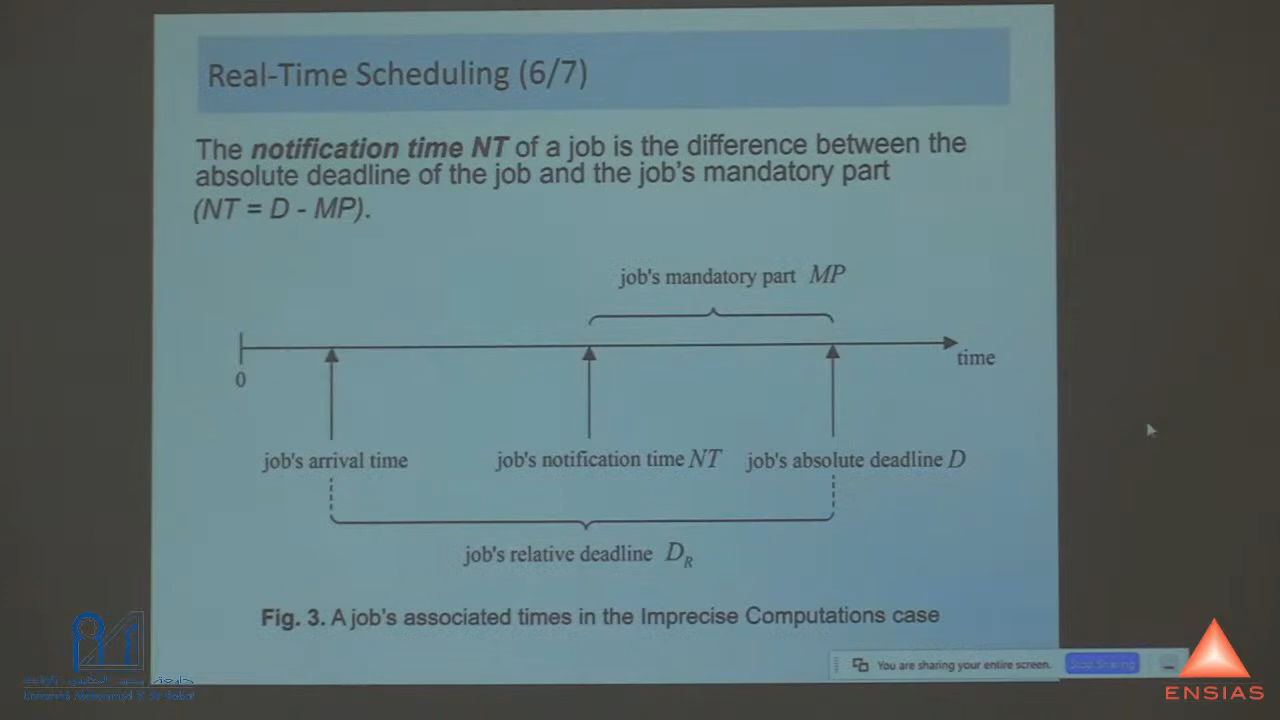 Real-Time Scheduling (6/7)
The notification time NT of a job is the difference between the
absolute deadline of the job and the job's mandatory part
(NT = D - MP).
job's mandatory part MP
time
0
job's arrival time
job's notification time NT
job's absolute deadline D
job's relative deadline D_R
Fig. 3. A job's associated times in the Imprecise Computations case
You are sharing your entire screen.
Stop Sharing
ENSIAS